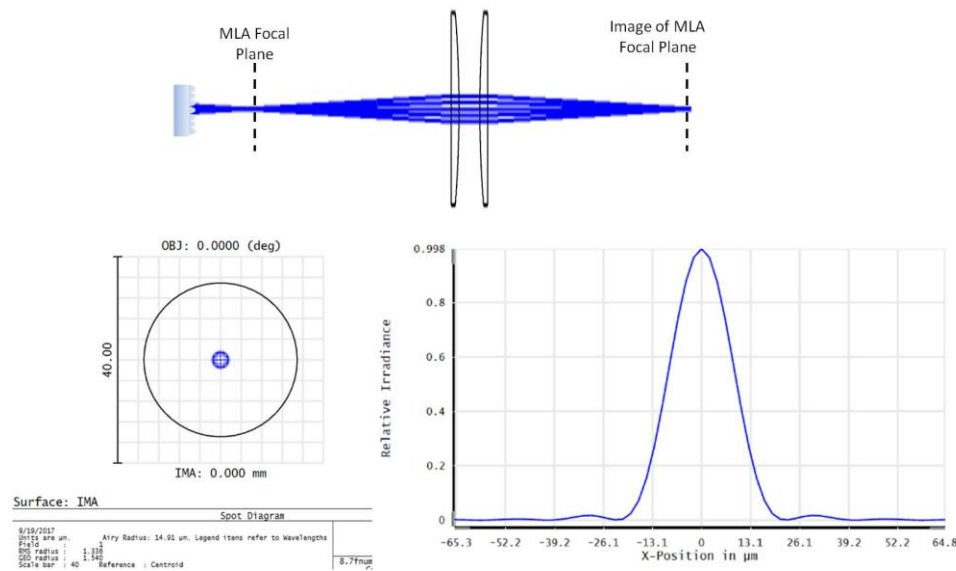 MLA Focal
Plane
Image of MLA
Focal Plane
OBJ: 0.0000 (deg)
40.00
IMA: 0.000 mm
Surface: IMA
Spot Diagram
9/19/2017
Units are µm. Airy Radius: 14.91 µm. Legend items refer to Wavelengths
Field : 1
RMS radius : 1.336
GEO radius : 1.540
Scale bar : 40 Reference : Centroid
8.7fnum
0.998
0.8
0.6
0.4
0.2
0
Relative Irradiance
-65.3 -52.2 -39.2 -26.1 -13.1 0 13.1 26.1 39.2 52.2 64.8
X-Position in µm